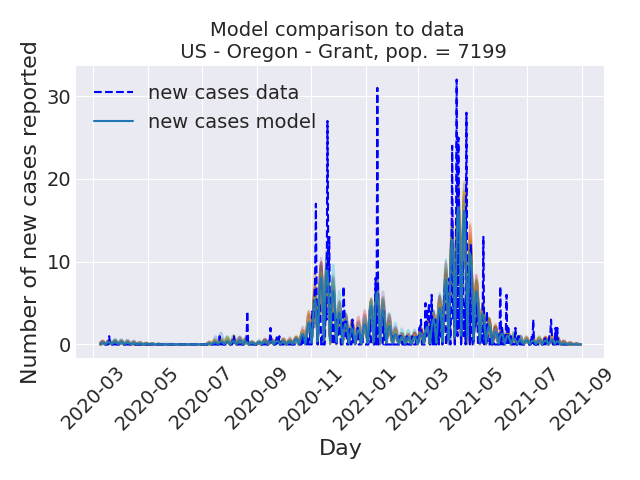 Model comparison to data
US - Oregon - Grant, pop. = 7199
Number of new cases reported
30
20
10
0
new cases data
new cases model
2020-03
2020-05
2020-07
2020-09
2020-11
2021-01
2021-03
2021-05
2021-07
2021-09
Day